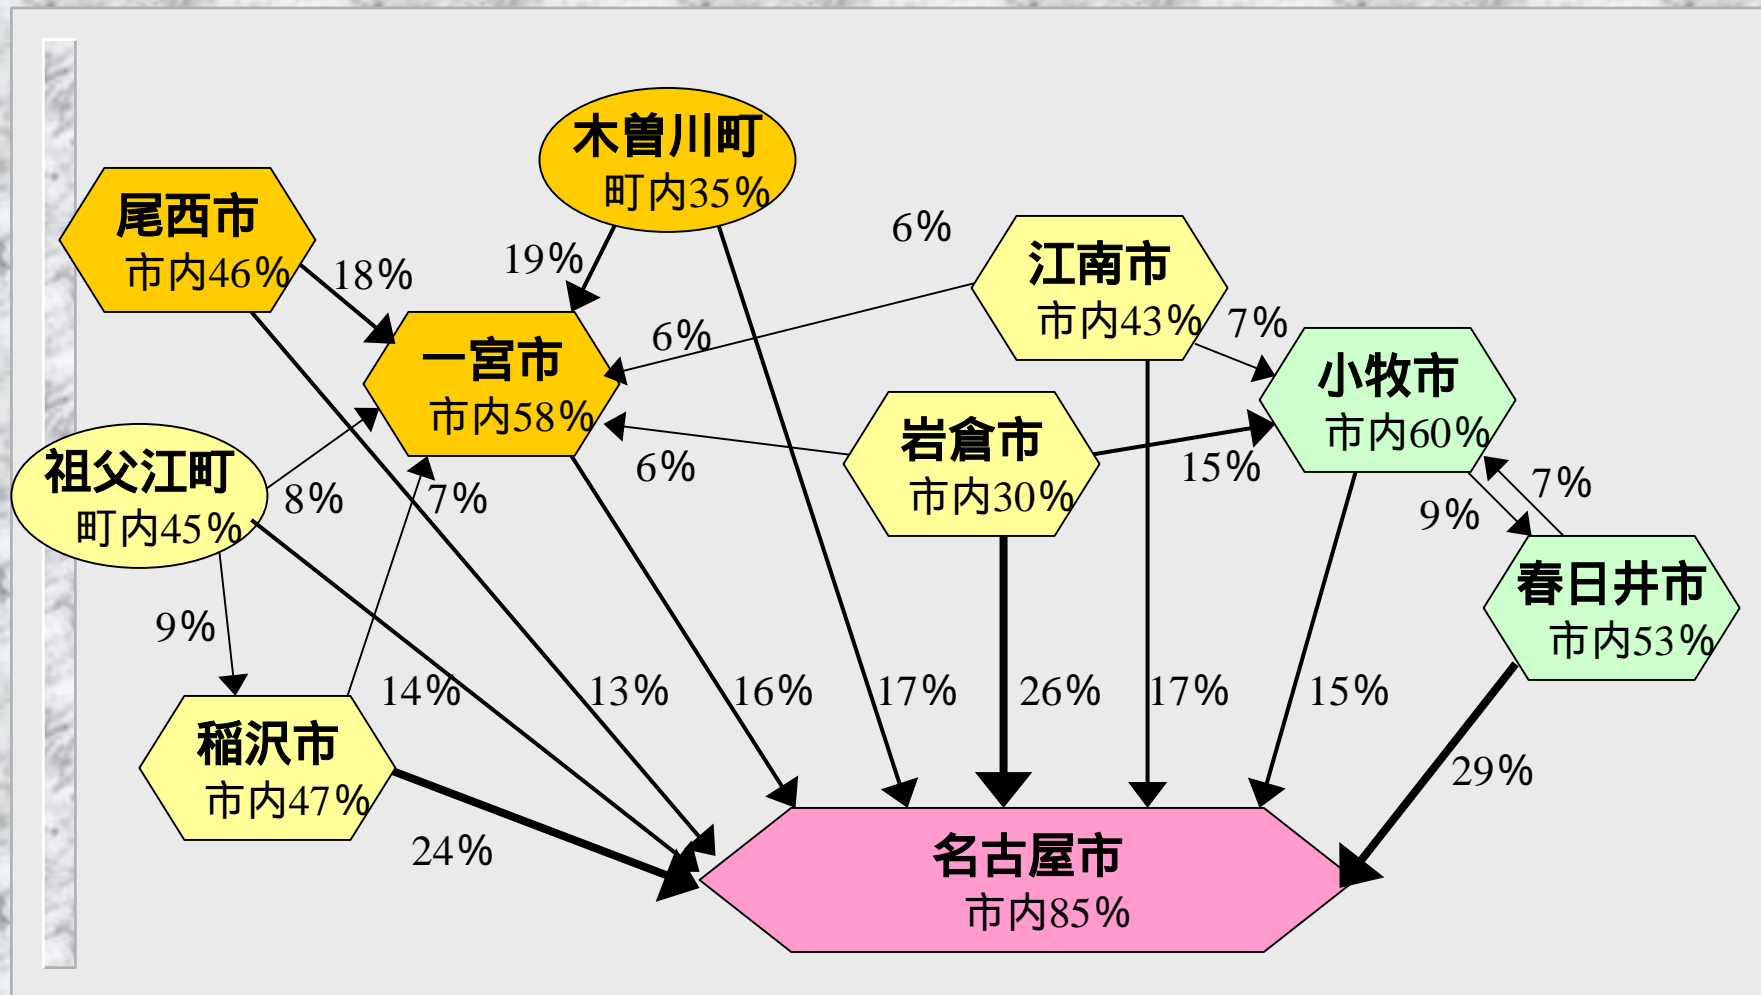 木曽川町
町内35%
尾西市
市内46%
6%
江南市
市内43%
19%
18%
7%
6%
一宮市
市内58%
小牧市
市内60%
岩倉市
市内30%
6%
15%
祖父江町
町内45%
8%
7%
7%
9%
春日井市
市内53%
9%
14%
13%
16%
17%
26%
17%
15%
稲沢市
市内47%
29%
24%
名古屋市
市内85%